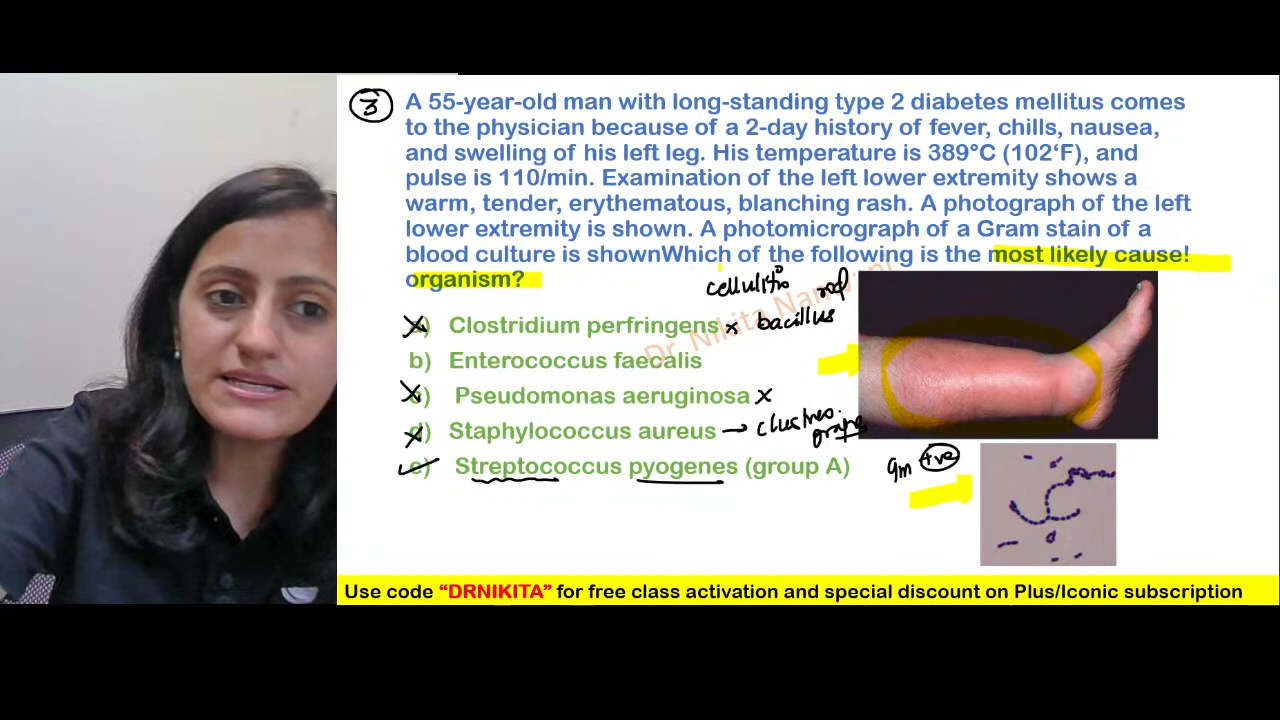 3 A 55-year-old man with long-standing type 2 diabetes mellitus comes
to the physician because of a 2-day history of fever, chills, nausea,
and swelling of his left leg. His temperature is 389°C (102‘F), and
pulse is 110/min. Examination of the left lower extremity shows a
warm, tender, erythematous, blanching rash. A photograph of the left
lower extremity is shown. A photomicrograph of a Gram stain of a
blood culture is shownWhich of the following is the most likely cause!
organism?
cellulitis
a) Clostridium perfringens x bacillus rod
b) Enterococcus faecalis
c) Pseudomonas aeruginosa x
d) Staphylococcus aureus → clustres. grape
e) Streptococcus pyogenes (group A) gm +ve
Use code “DRNIKITA” for free class activation and special discount on Plus/Iconic subscription